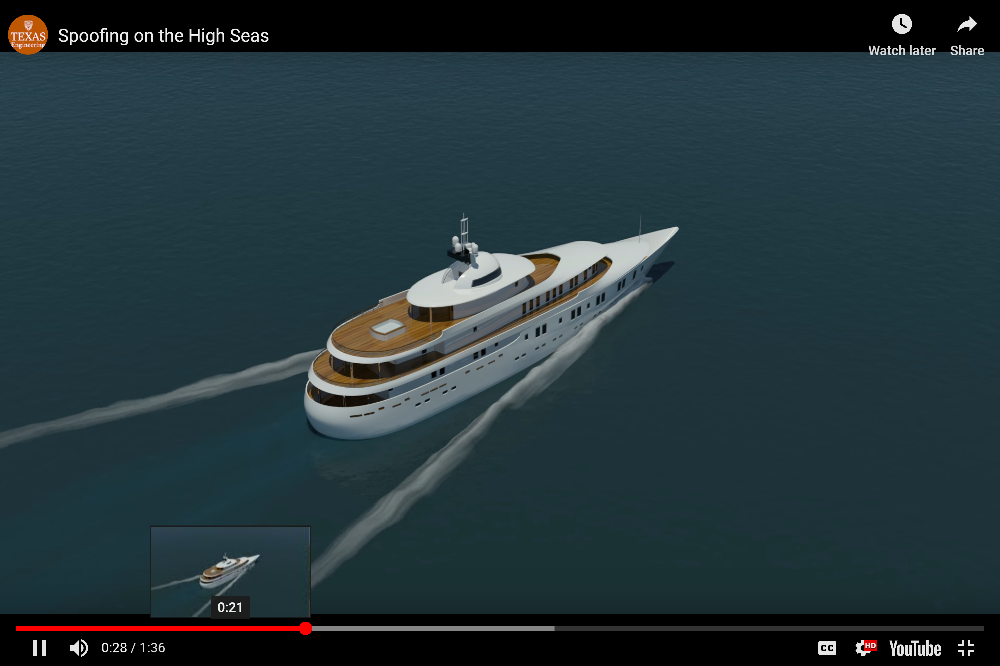 TEXAS
Engineering
Spoofing on the High Seas
Watch later
Share
0:21
0:28 / 1:36
CC
HD
YouTube